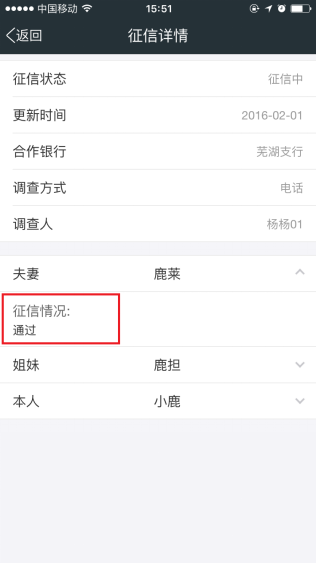 中国移动 15:51
返回 征信详情
征信状态 征信中
更新时间 2016-02-01
合作银行 芜湖支行
调查方式 电话
调查人 杨杨01
夫妻 鹿莱
征信情况:
通过
姐妹 鹿担
本人 小鹿